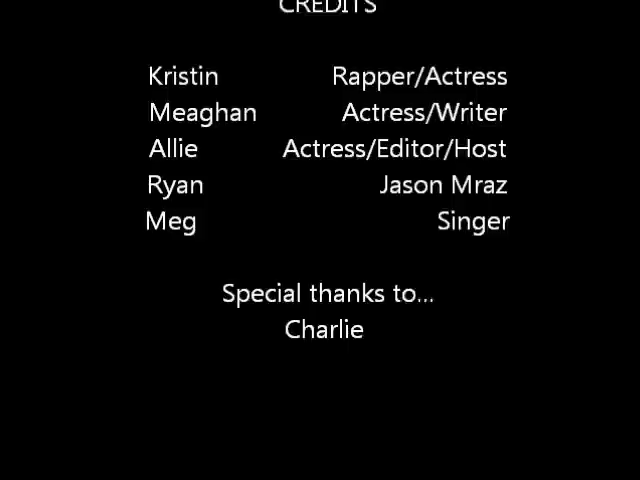 CREDITS
Kristin Rapper/Actress
Meaghan Actress/Writer
Allie Actress/Editor/Host
Ryan Jason Mraz
Meg Singer
Special thanks to...
Charlie